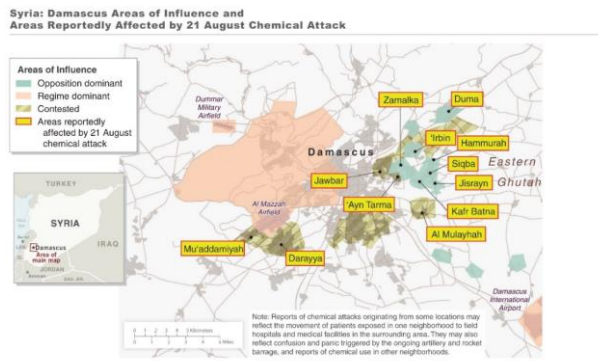 Syria: Damascus Areas of Influence and
Areas Reportedly Affected by 21 August Chemical Attack
Areas of Influence
Opposition dominant
Regime dominant
Contested
Areas reportedly
affected by 21 August
chemical attack
Dummar
Military
Airfield
Zamalka
Duma
'Irbin
Hammurah
Damascus
Siqba
Eastern
Jawbar
Jisrayn
Ghutah
'Ayn Tarma
Kafr Batna
Al Mazzah
Airfield
Al Mulayhah
Mu'addamiyah
Darayya
TURKEY
SYRIA
IRAQ
Damascus
Area of
main map
JORDAN
Damascus
International
Airport
Note: Reports of chemical attacks originating from some locations may
reflect the movement of patients exposed in one neighborhood to field
hospitals and medical facilities in the surrounding area. They may also
reflect confusion and panic triggered by the ongoing artillery and rocket
barrage, and reports of chemical use in other neighborhoods.